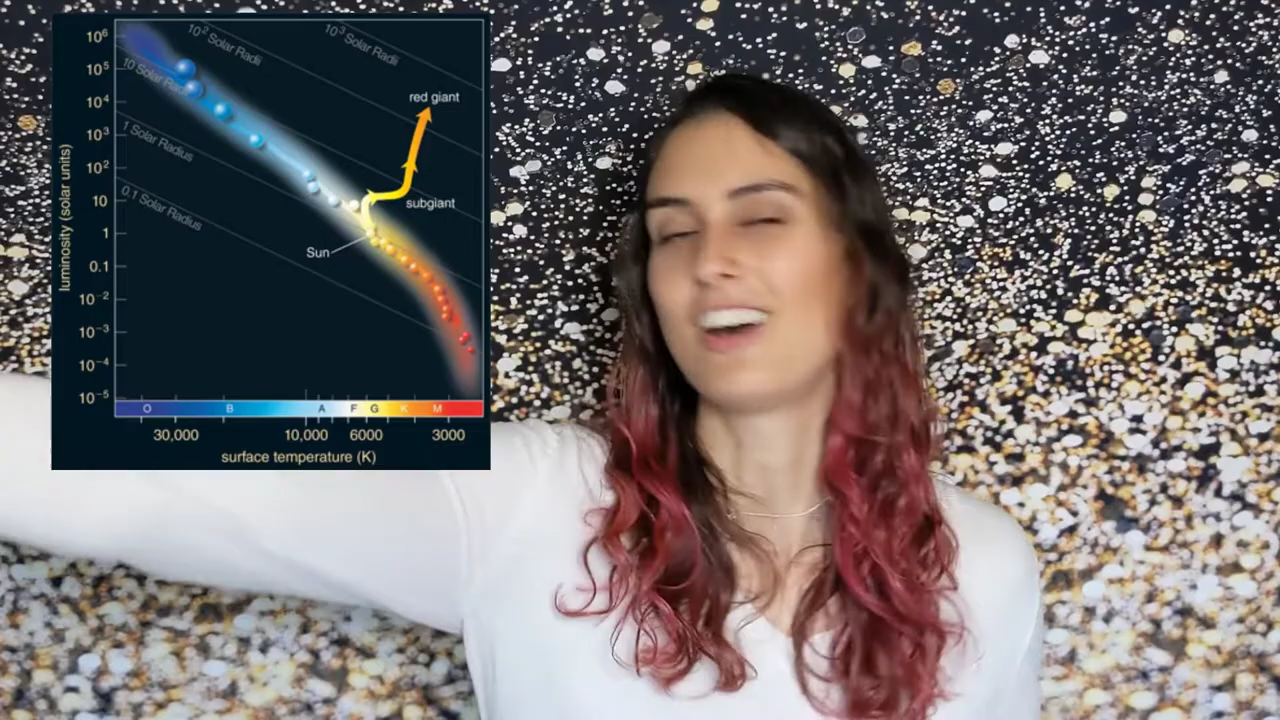 10⁶
10⁵
10⁴
10³
10²
10
1
0.1
10⁻²
10⁻³
10⁻⁴
10⁻⁵
luminosity (solar units)
10² Solar Radii
10³ Solar Radii
10 Solar
1 Solar Radius
0.1 Solar Radius
red giant
subgiant
Sun
O B A F G K M
30,000 10,000 6000 3000
surface temperature (K)